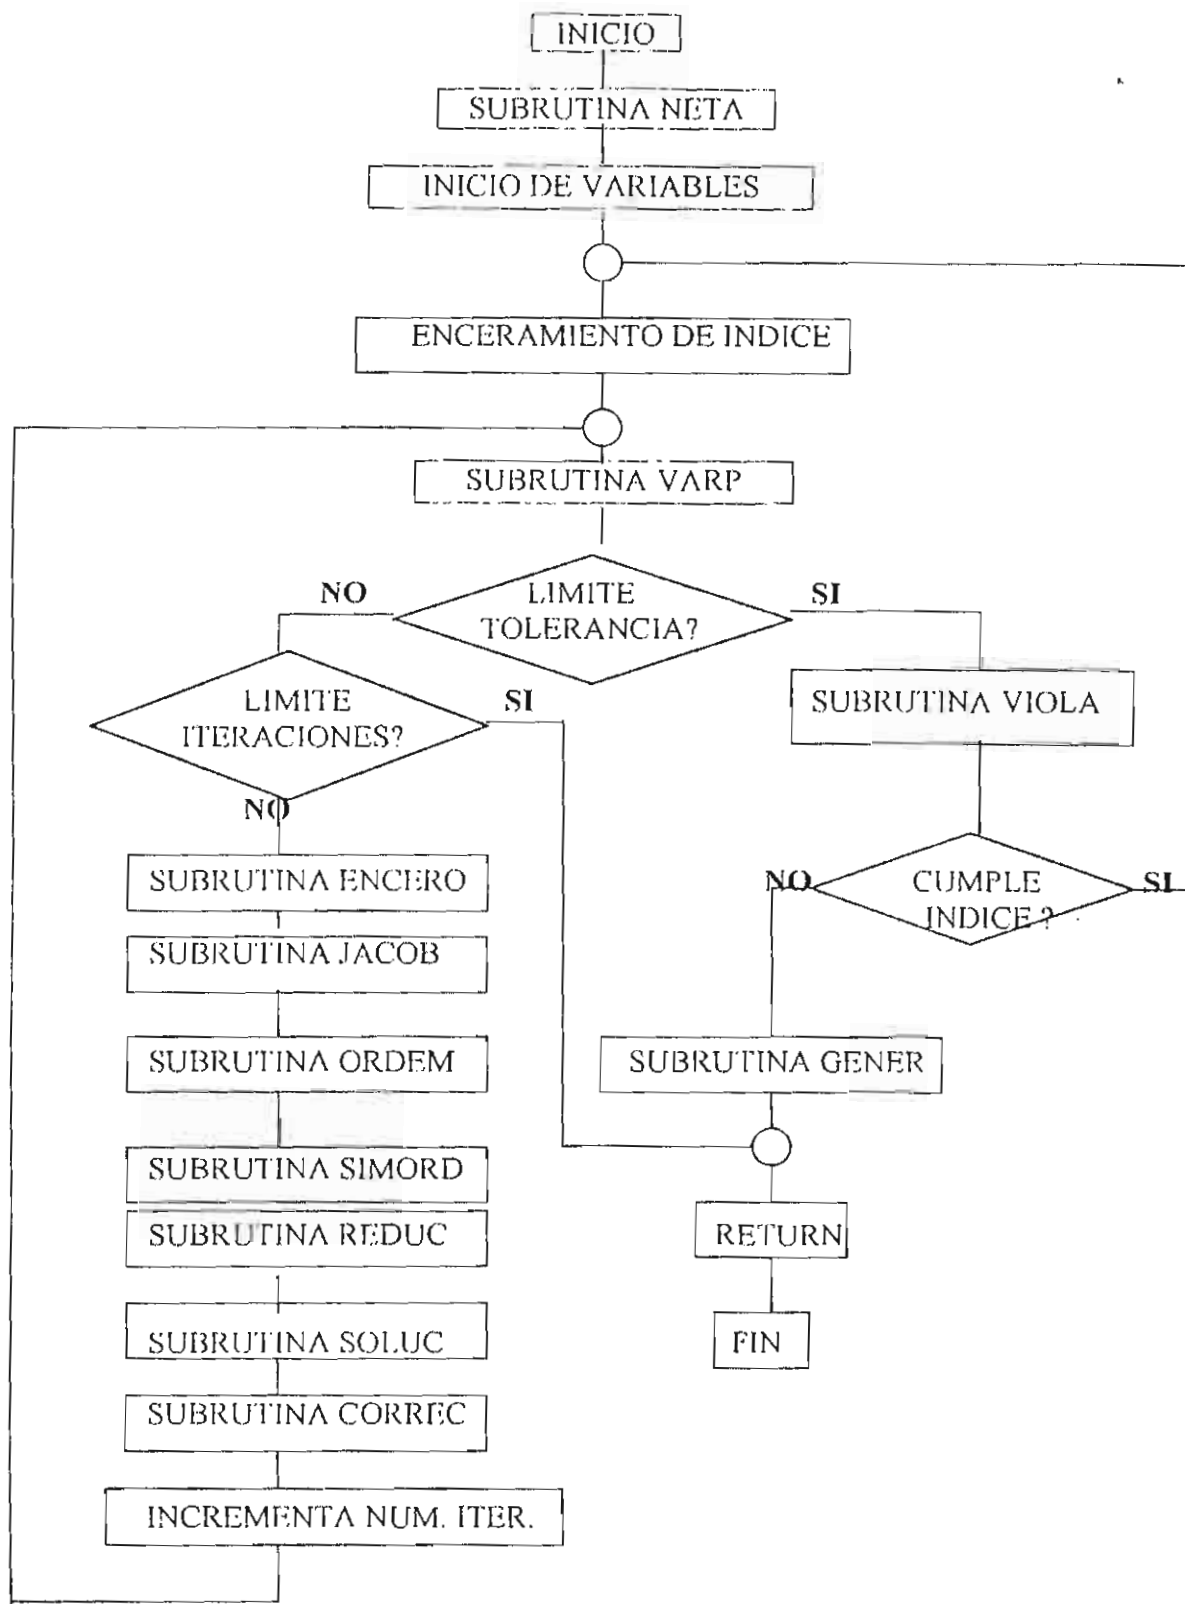 INICIO
SUBRUTINA NETA
INICIO DE VARIABLES
ENCERAMIENTO DE INDICE
SUBRUTINA VARP
NO
LIMITE
TOLERANCIA?
SI
LIMITE
ITERACIONES?
SI
NO
SUBRUTINA VIOLA
SUBRUTINA ENCERO
NO
CUMPLE
INDICE ?
SI
SUBRUTINA JACOB
SUBRUTINA ORDEM
SUBRUTINA GENER
SUBRUTINA SIMORD
SUBRUTINA REDUC
RETURN
SUBRUTINA SOLUC
FIN
SUBRUTINA CORREC
INCREMENTA NUM. ITER.